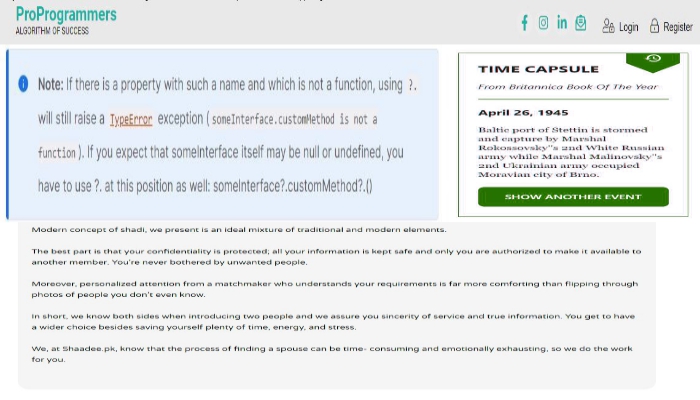 ProProgrammers
ALGORITHM OF SUCCESS
Login
Register
Note: If there is a property with such a name and which is not a function, using ?.
will still raise a TypeError exception (someInterface.customMethod is not a
function). If you expect that someInterface itself may be null or undefined, you
have to use ?. at this position as well: someInterface?.customMethod?.()
TIME CAPSULE
From Britannica Book Of The Year
April 26, 1945
Baltic port of Stettin is stormed
and capture by Marshal
Rokossovsky"s 2nd White Russian
army while Marshal Malinovsky"s
2nd Ukrainian army occupied
Moravian city of Brno.
SHOW ANOTHER EVENT
Modern concept of shadi, we present is an ideal mixture of traditional and modern elements.
The best part is that your confidentiality is protected; all your information is kept safe and only you are authorized to make it available to
another member. You're never bothered by unwanted people.
Moreover, personalized attention from a matchmaker who understands your requirements is far more comforting than flipping through
photos of people you don't even know.
In short, we know both sides when introducing two people and we assure you sincerity of service and true information. You get to have
a wider choice besides saving yourself plenty of time, energy, and stress.
We, at Shaadee.pk, know that the process of finding a spouse can be time- consuming and emotionally exhausting, so we do the work
for you.